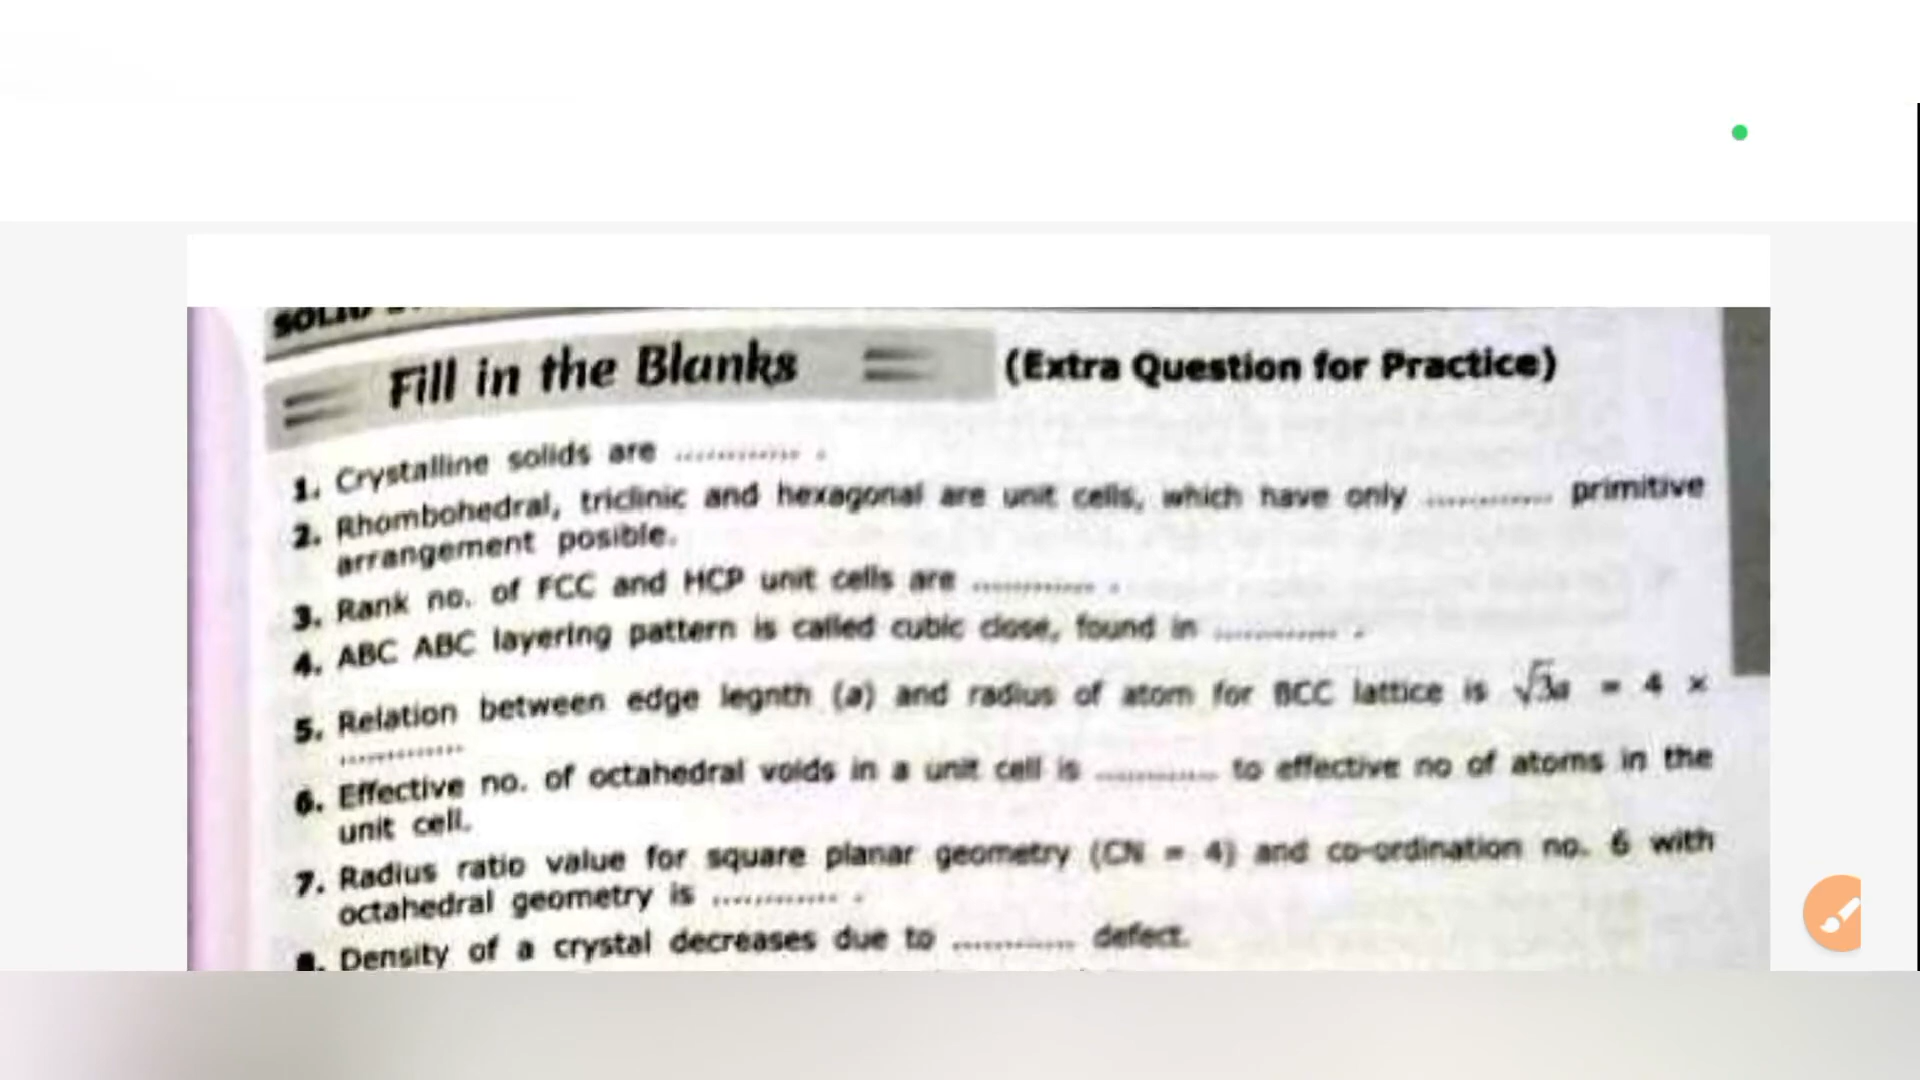 Fill in the Blanks (Extra Question for Practice)
1. Crystalline solids are ............ .
2. Rhombohedral, triclinic and hexagonal are unit cells, which have only ............ primitive
arrangement posible.
3. Rank no. of FCC and HCP unit cells are ............ .
4. ABC ABC layering pattern is called cubic close, found in ............ .
5. Relation between edge legnth (a) and radius of atom for BCC lattice is √3a = 4 ×
............
6. Effective no. of octahedral voids in a unit cell is ............ to effective no of atoms in the
unit cell.
7. Radius ratio value for square planar geometry (CN = 4) and co-ordination no. 6 with
octahedral geometry is ............ .
8. Density of a crystal decreases due to ............ defect.